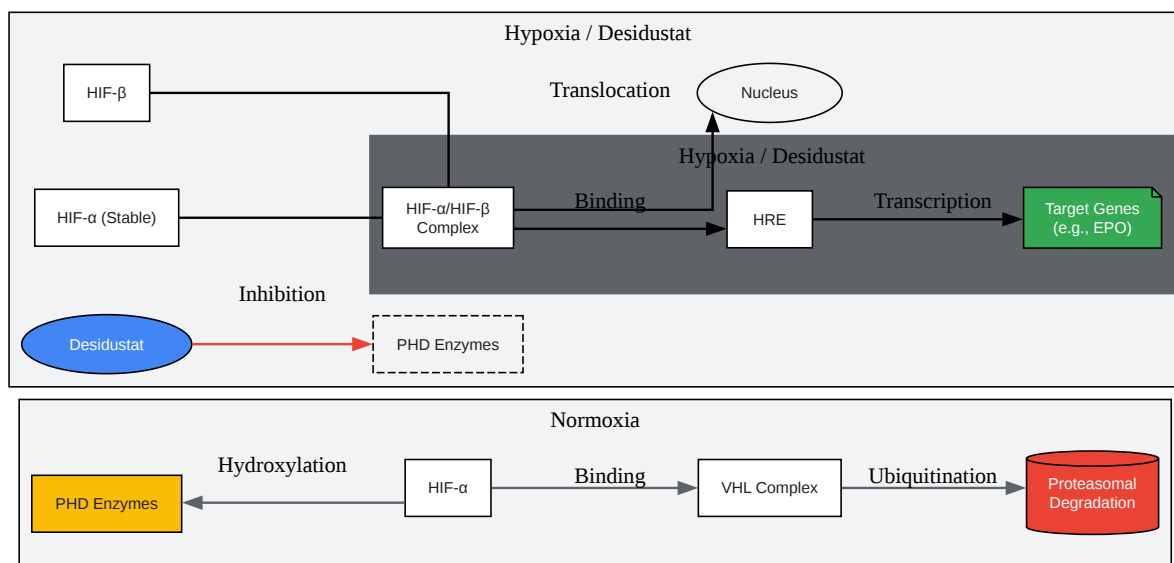 Hypoxia / Desidustat
HIF-β
Translocation
Nucleus
Hypoxia / Desidustat
HIF-α (Stable)
HIF-α/HIF-β
Complex
Binding
HRE
Transcription
Target Genes
(e.g., EPO)
Inhibition
Desidustat
PHD Enzymes
Normoxia
Hydroxylation
PHD Enzymes
HIF-α
Binding
VHL Complex
Ubiquitination
Proteasomal
Degradation